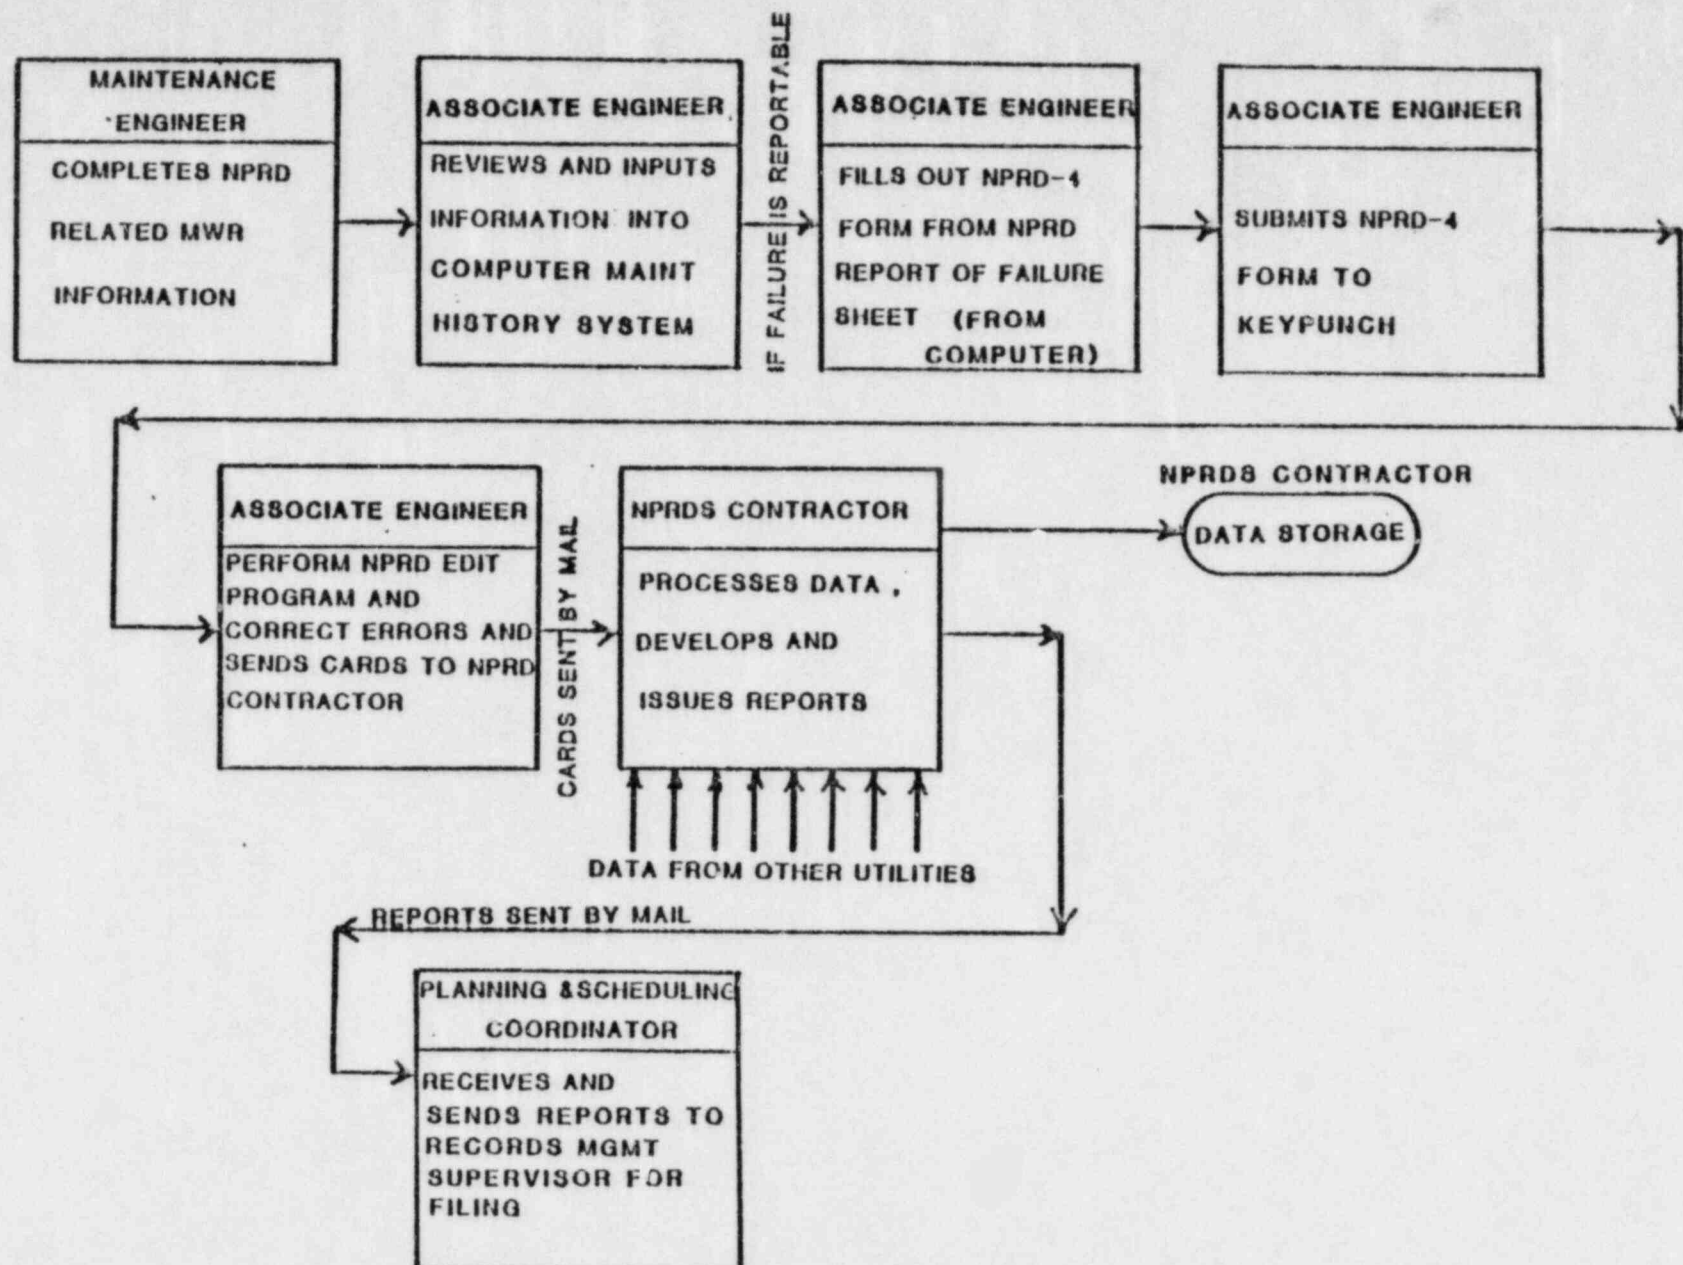 MAINTENANCE
ENGINEER
COMPLETES NPRD
RELATED MWR
INFORMATION
ASSOCIATE ENGINEER
REVIEWS AND INPUTS
INFORMATION INTO
COMPUTER MAINT
HISTORY SYSTEM
IF FAILURE IS REPORTABLE
ASSOCIATE ENGINEER
FILLS OUT NPRD-4
FORM FROM NPRD
REPORT OF FAILURE
SHEET (FROM
COMPUTER)
ASSOCIATE ENGINEER
SUBMITS NPRD-4
FORM TO
KEYPUNCH
ASSOCIATE ENGINEER
PERFORM NPRD EDIT
PROGRAM AND
CORRECT ERRORS AND
SENDS CARDS TO NPRD
CONTRACTOR
CARDS SENT BY MAIL
NPRDS CONTRACTOR
PROCESSES DATA,
DEVELOPS AND
ISSUES REPORTS
NPRDS CONTRACTOR
DATA STORAGE
DATA FROM OTHER UTILITIES
REPORTS SENT BY MAIL
PLANNING &SCHEDULING
COORDINATOR
RECEIVES AND
SENDS REPORTS TO
RECORDS MGMT
SUPERVISOR FOR
FILING